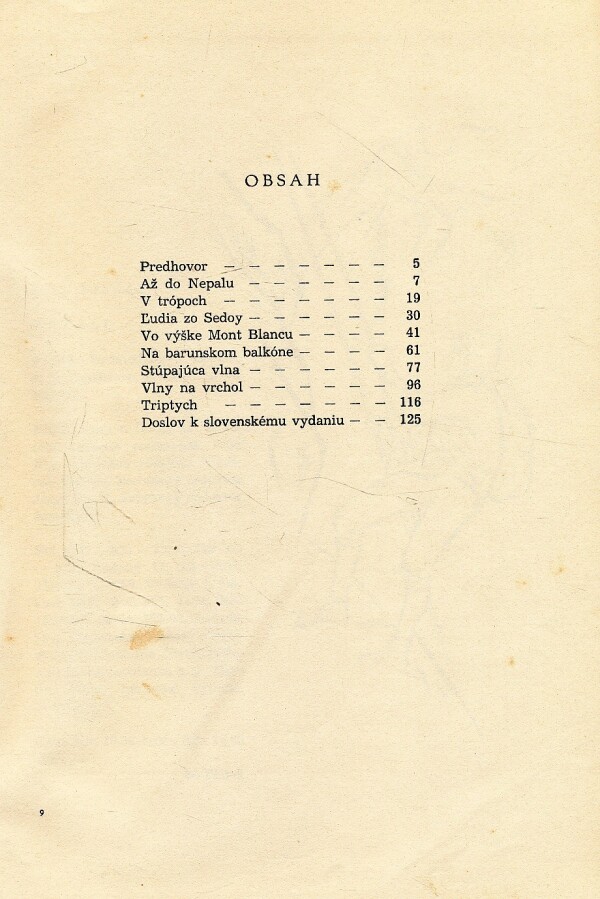 OBSAH
Predhovor — — — — — — — 5
Až do Nepalu — — — — — — 7
V trópoch — — — — — — — 19
Ľudia zo Sedoy — — — — — — 30
Vo výške Mont Blancu — — — — 41
Na barunskom balkóne — — — — 61
Stúpajúca vlna — — — — — — 77
Vlny na vrchol — — — — — — 96
Triptych — — — — — — — 116
Doslov k slovenskému vydaniu — — 125
9